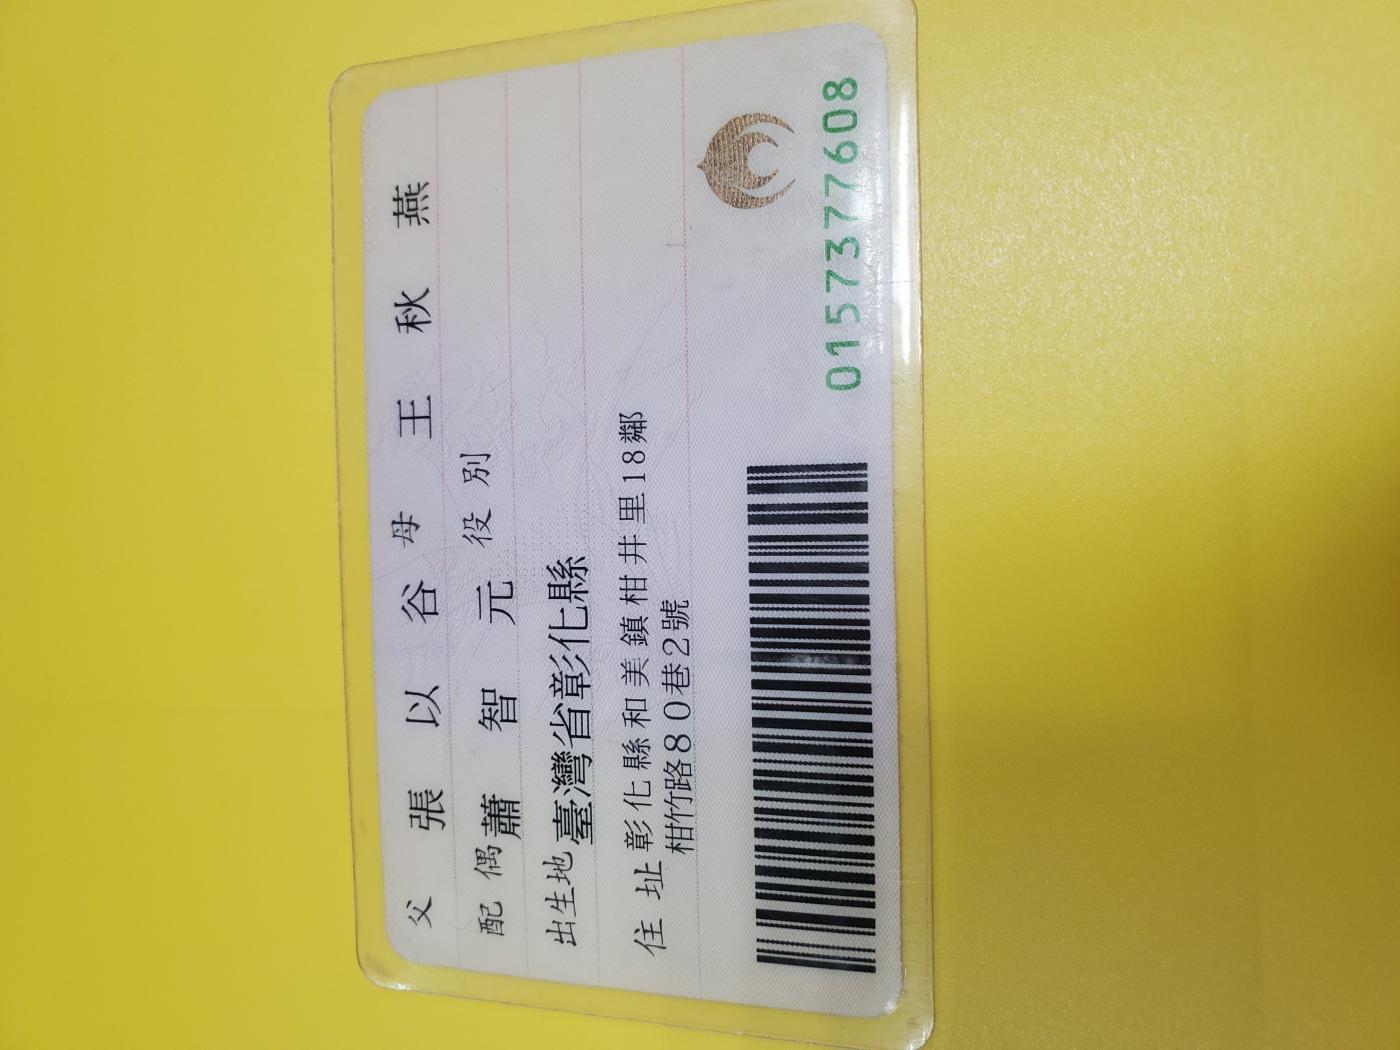 父 張以谷 母 王秋燕
配偶 蕭智元 役別
出生地 臺灣省彰化縣
住址 彰化縣和美鎮柑井里18鄰
柑竹路80巷2號
0157377608